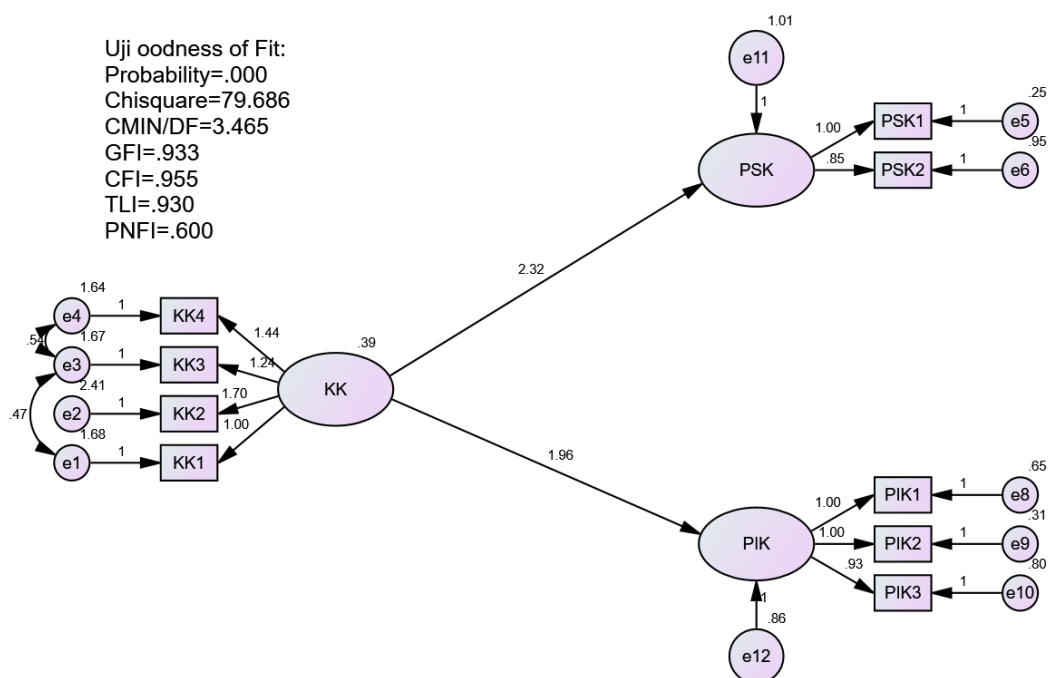 Uji oodness of Fit:
Probability=.000
Chisquare=79.686
CMIN/DF=3.465
GFI=.933
CFI=.955
TLI=.930
PNFI=.600
1.01
e11
1
PSK
1.00
PSK1
1
e5
.25
.85
PSK2
1
e6
.95
2.32
1.64
e4
1
KK4
1.44
.54
1.67
e3
1
KK3
1.24
.39
KK
2.41
e2
1
KK2
1.70
.47
1.68
e1
1
KK1
1.00
1.96
PIK
1.00
PIK1
1
e8
.65
1.00
PIK2
1
e9
.31
.93
PIK3
1
e10
.80
1
.86
e12